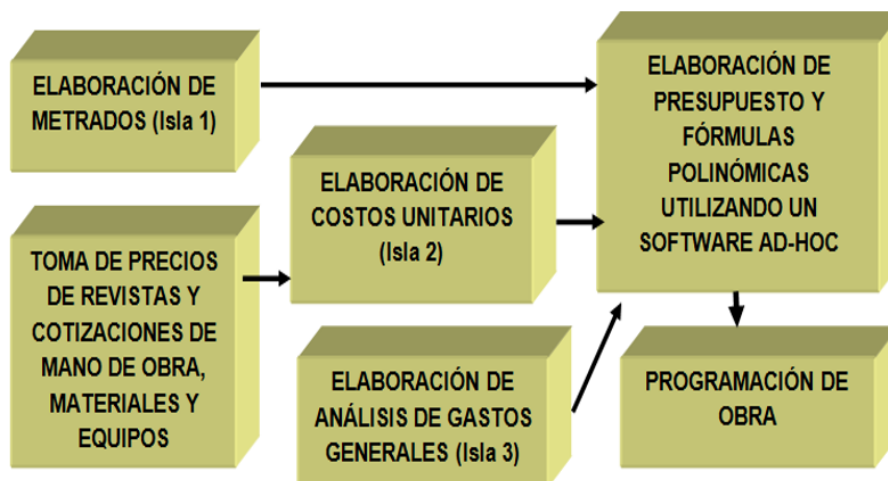 ELABORACIÓN DE
METRADOS (Isla 1)
TOMA DE PRECIOS
DE REVISTAS Y
COTIZACIONES DE
MANO DE OBRA,
MATERIALES Y
EQUIPOS
ELABORACIÓN DE
COSTOS UNITARIOS
(Isla 2)
ELABORACIÓN DE
ANÁLISIS DE GASTOS
GENERALES (Isla 3)
ELABORACIÓN DE
PRESUPUESTO Y
FÓRMULAS
POLINÓMICAS
UTILIZANDO UN
SOFTWARE AD-HOC
PROGRAMACIÓN DE
OBRA